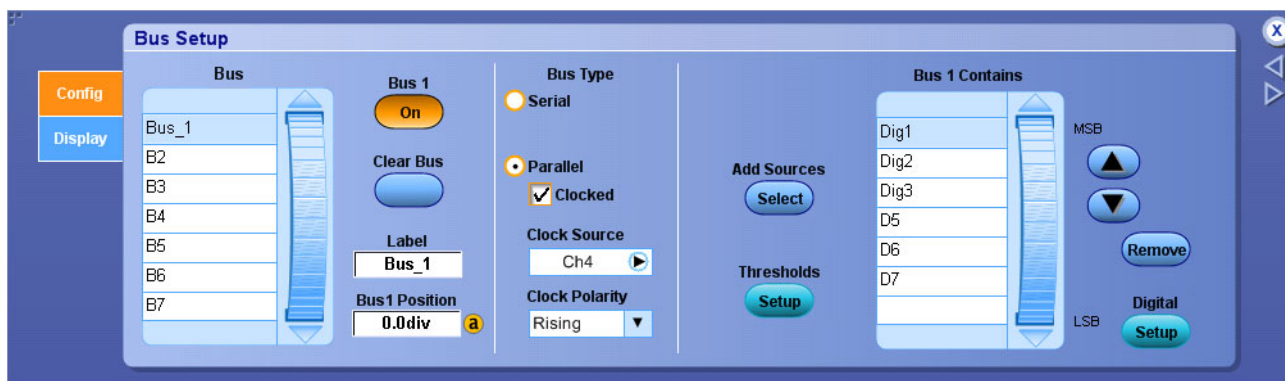 Bus Setup
X
Config
Display
Bus
Bus_1
B2
B3
B4
B5
B6
B7
Bus 1
On
Clear Bus
Label
Bus_1
Bus1 Position
0.0div
a
Bus Type
Serial
Parallel
Clocked
Clock Source
Ch4
Clock Polarity
Rising
Add Sources
Select
Thresholds
Setup
Bus 1 Contains
Dig1
Dig2
Dig3
D5
D6
D7
MSB
Remove
LSB
Digital
Setup